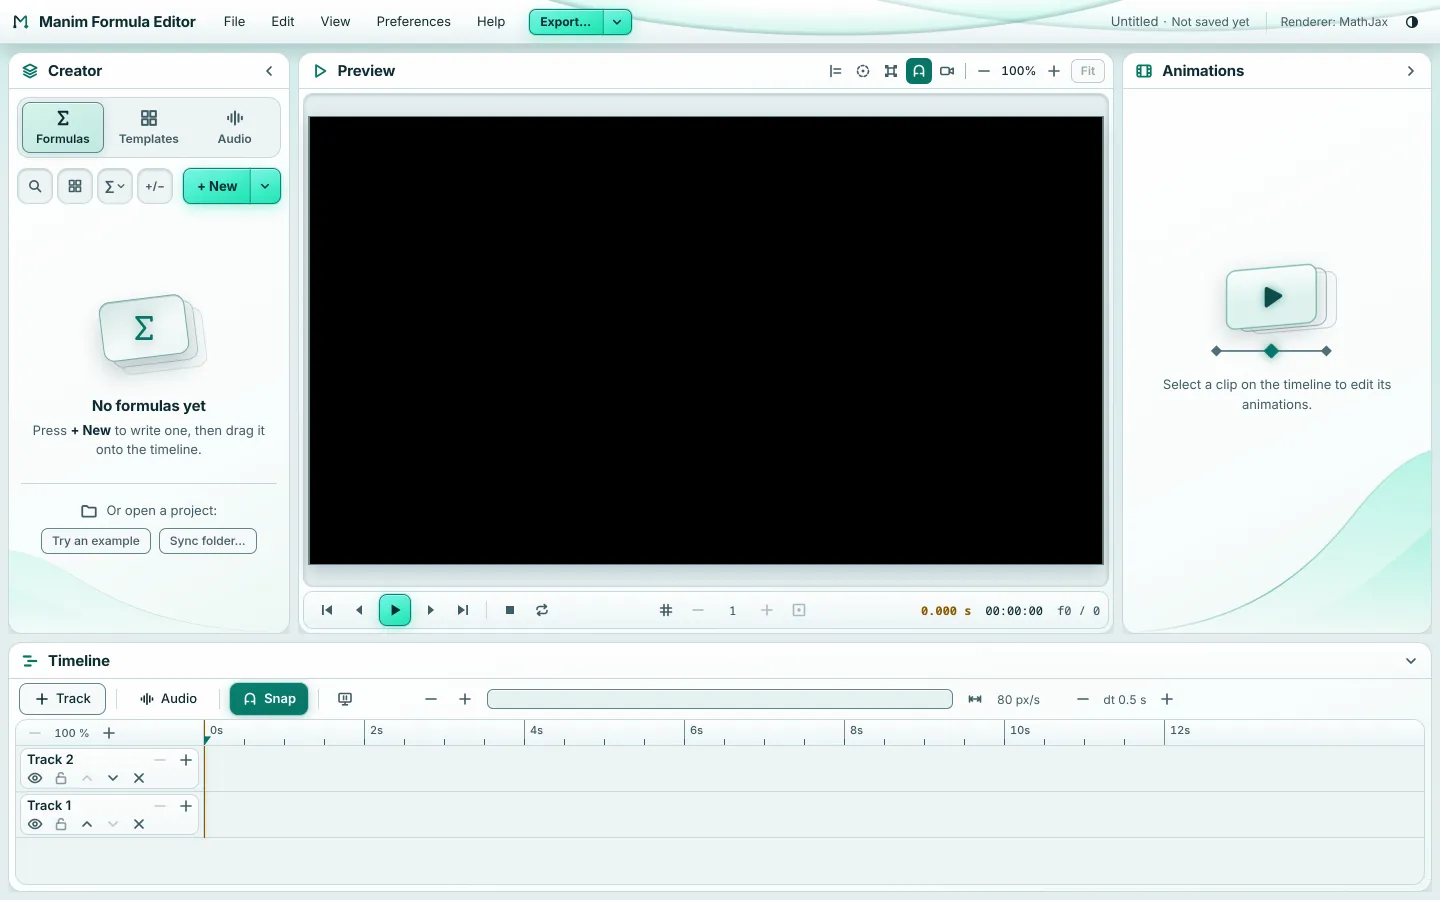 Manim Formula Editor File Edit View Preferences Help Export... Untitled · Not saved yet Renderer: MathJax
Creator
Formulas Templates Audio
Σ +/− + New
Σ
No formulas yet
Press + New to write one, then drag it
onto the timeline.
Or open a project:
Try an example Sync folder...
Preview 100% Fit
1 0.000 s 00:00:00 f0 / 0
Animations
Select a clip on the timeline to edit its
animations.
Timeline
Track Audio Snap 80 px/s dt 0.5 s
100 % 0s 2s 4s 6s 8s 10s 12s
Track 2
Track 1